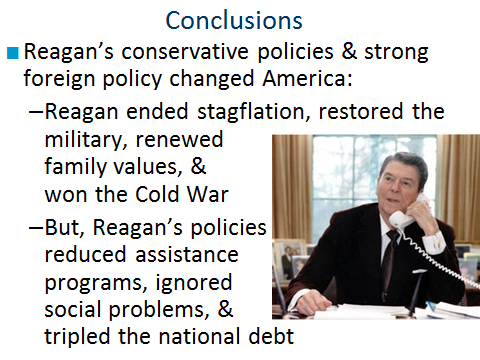 Conclusions
Reagan’s conservative policies & strong
foreign policy changed America:
–Reagan ended stagflation, restored the
military, renewed
family values, &
won the Cold War
–But, Reagan’s policies
reduced assistance
programs, ignored
social problems, &
tripled the national debt